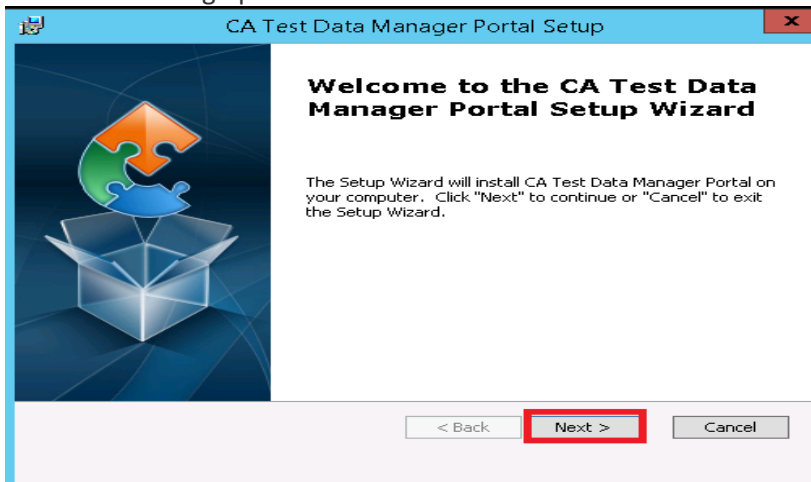 CA Test Data Manager Portal Setup
x
Welcome to the CA Test Data
Manager Portal Setup Wizard
The Setup Wizard will install CA Test Data Manager Portal on
your computer. Click "Next" to continue or "Cancel" to exit
the Setup Wizard.
< Back Next > Cancel